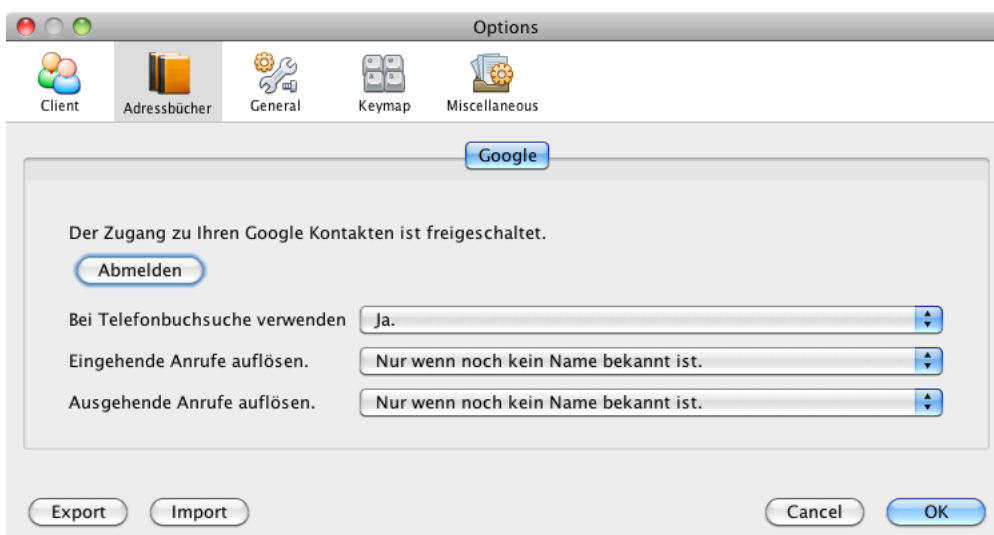 Options
Client
Adressbücher
General
Keymap
Miscellaneous
Google
Der Zugang zu Ihren Google Kontakten ist freigeschaltet.
Abmelden
Bei Telefonbuchsuche verwenden Ja.
Eingehende Anrufe auflösen. Nur wenn noch kein Name bekannt ist.
Ausgehende Anrufe auflösen. Nur wenn noch kein Name bekannt ist.
Export Import Cancel OK